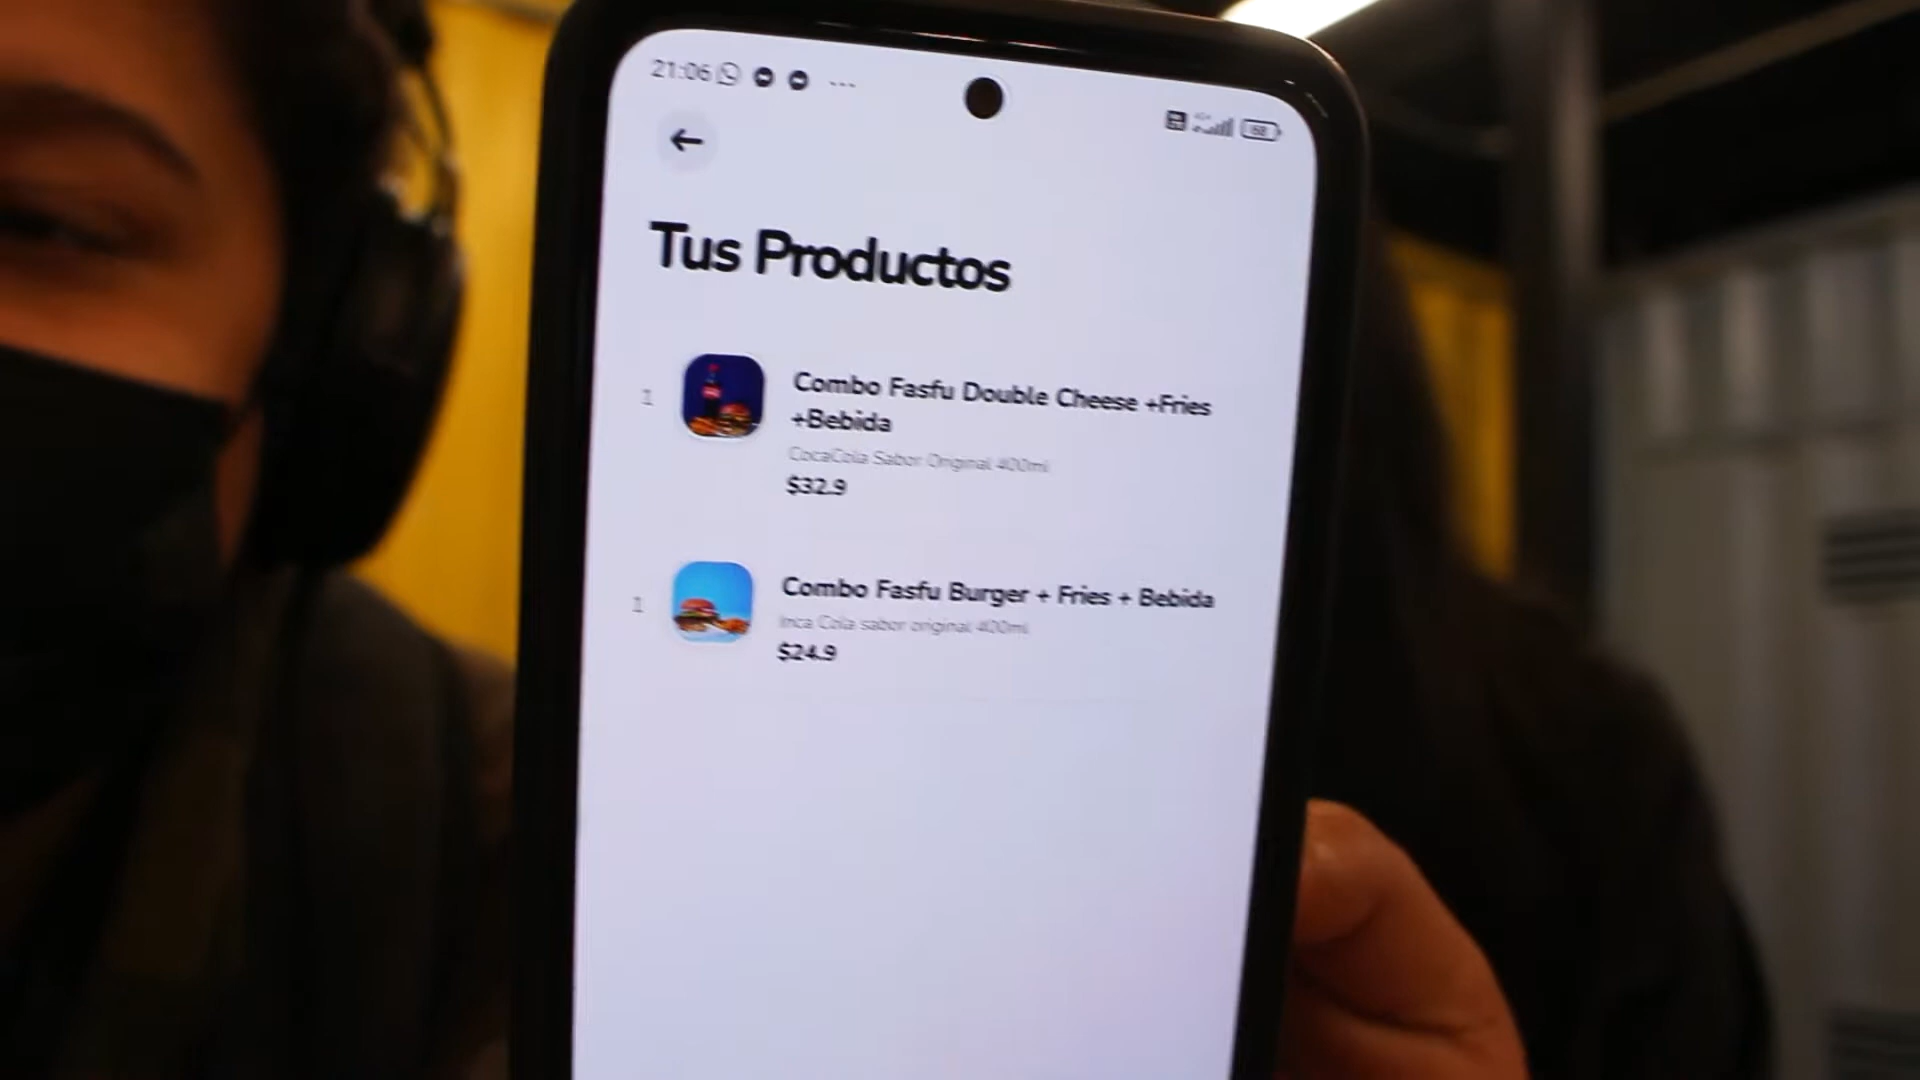 21:06
Tus Productos
1
Combo Fasfu Double Cheese +Fries
+Bebida
CocaCola Sabor Original 400ml
$32.9
1
Combo Fasfu Burger + Fries + Bebida
Inca Cola sabor original 400ml
$24.9